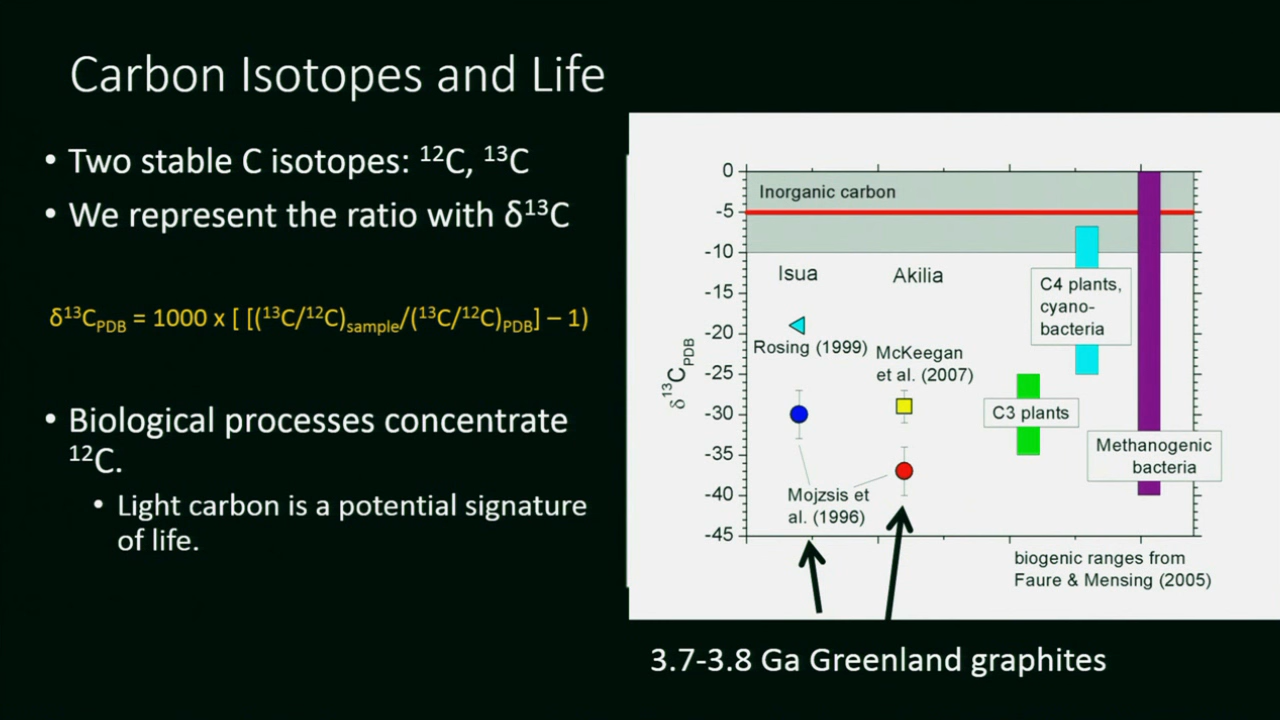 Carbon Isotopes and Life
• Two stable C isotopes: ¹²C, ¹³C
• We represent the ratio with δ¹³C
δ¹³C_PDB = 1000 x [ [(¹³C/¹²C)_sample/(¹³C/¹²C)_PDB] – 1)
• Biological processes concentrate
¹²C.
• Light carbon is a potential signature
of life.
0
-5
-10
-15
-20
-25
-30
-35
-40
-45
δ¹³C_PDB
Inorganic carbon
Isua
Akilia
Rosing (1999)
McKeegan
et al. (2007)
Mojzsis et
al. (1996)
C4 plants,
cyano-
bacteria
C3 plants
Methanogenic
bacteria
biogenic ranges from
Faure & Mensing (2005)
3.7-3.8 Ga Greenland graphites